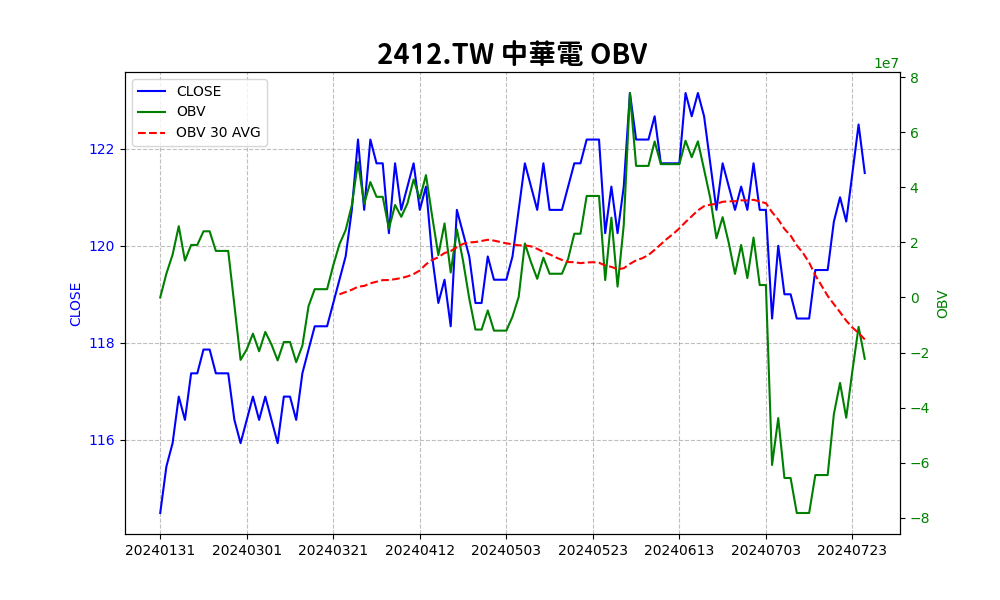 2412.TW 中華電 OBV
1e7
CLOSE
OBV
OBV 30 AVG
122
120
118
116
CLOSE
8
6
4
2
0
−2
−4
−6
−8
OBV
20240131 20240301 20240321 20240412 20240503 20240523 20240613 20240703 20240723